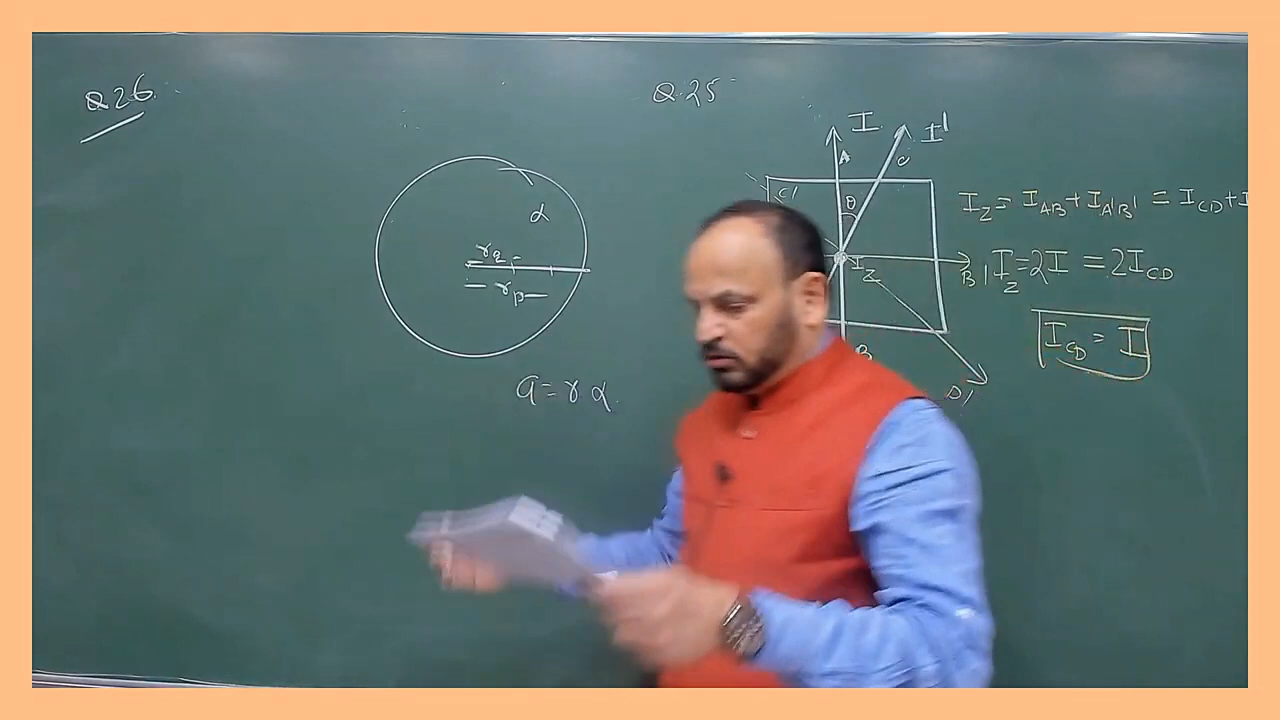 Q26
α
r_Q
r_P
a = r α
Q.25
I
I'
A
C
C'
θ
I_Z
B'
B
D'
I_Z = I_AB + I_A'B' = I_CD + I
I_Z = 2I = 2I_CD
I_CD = I